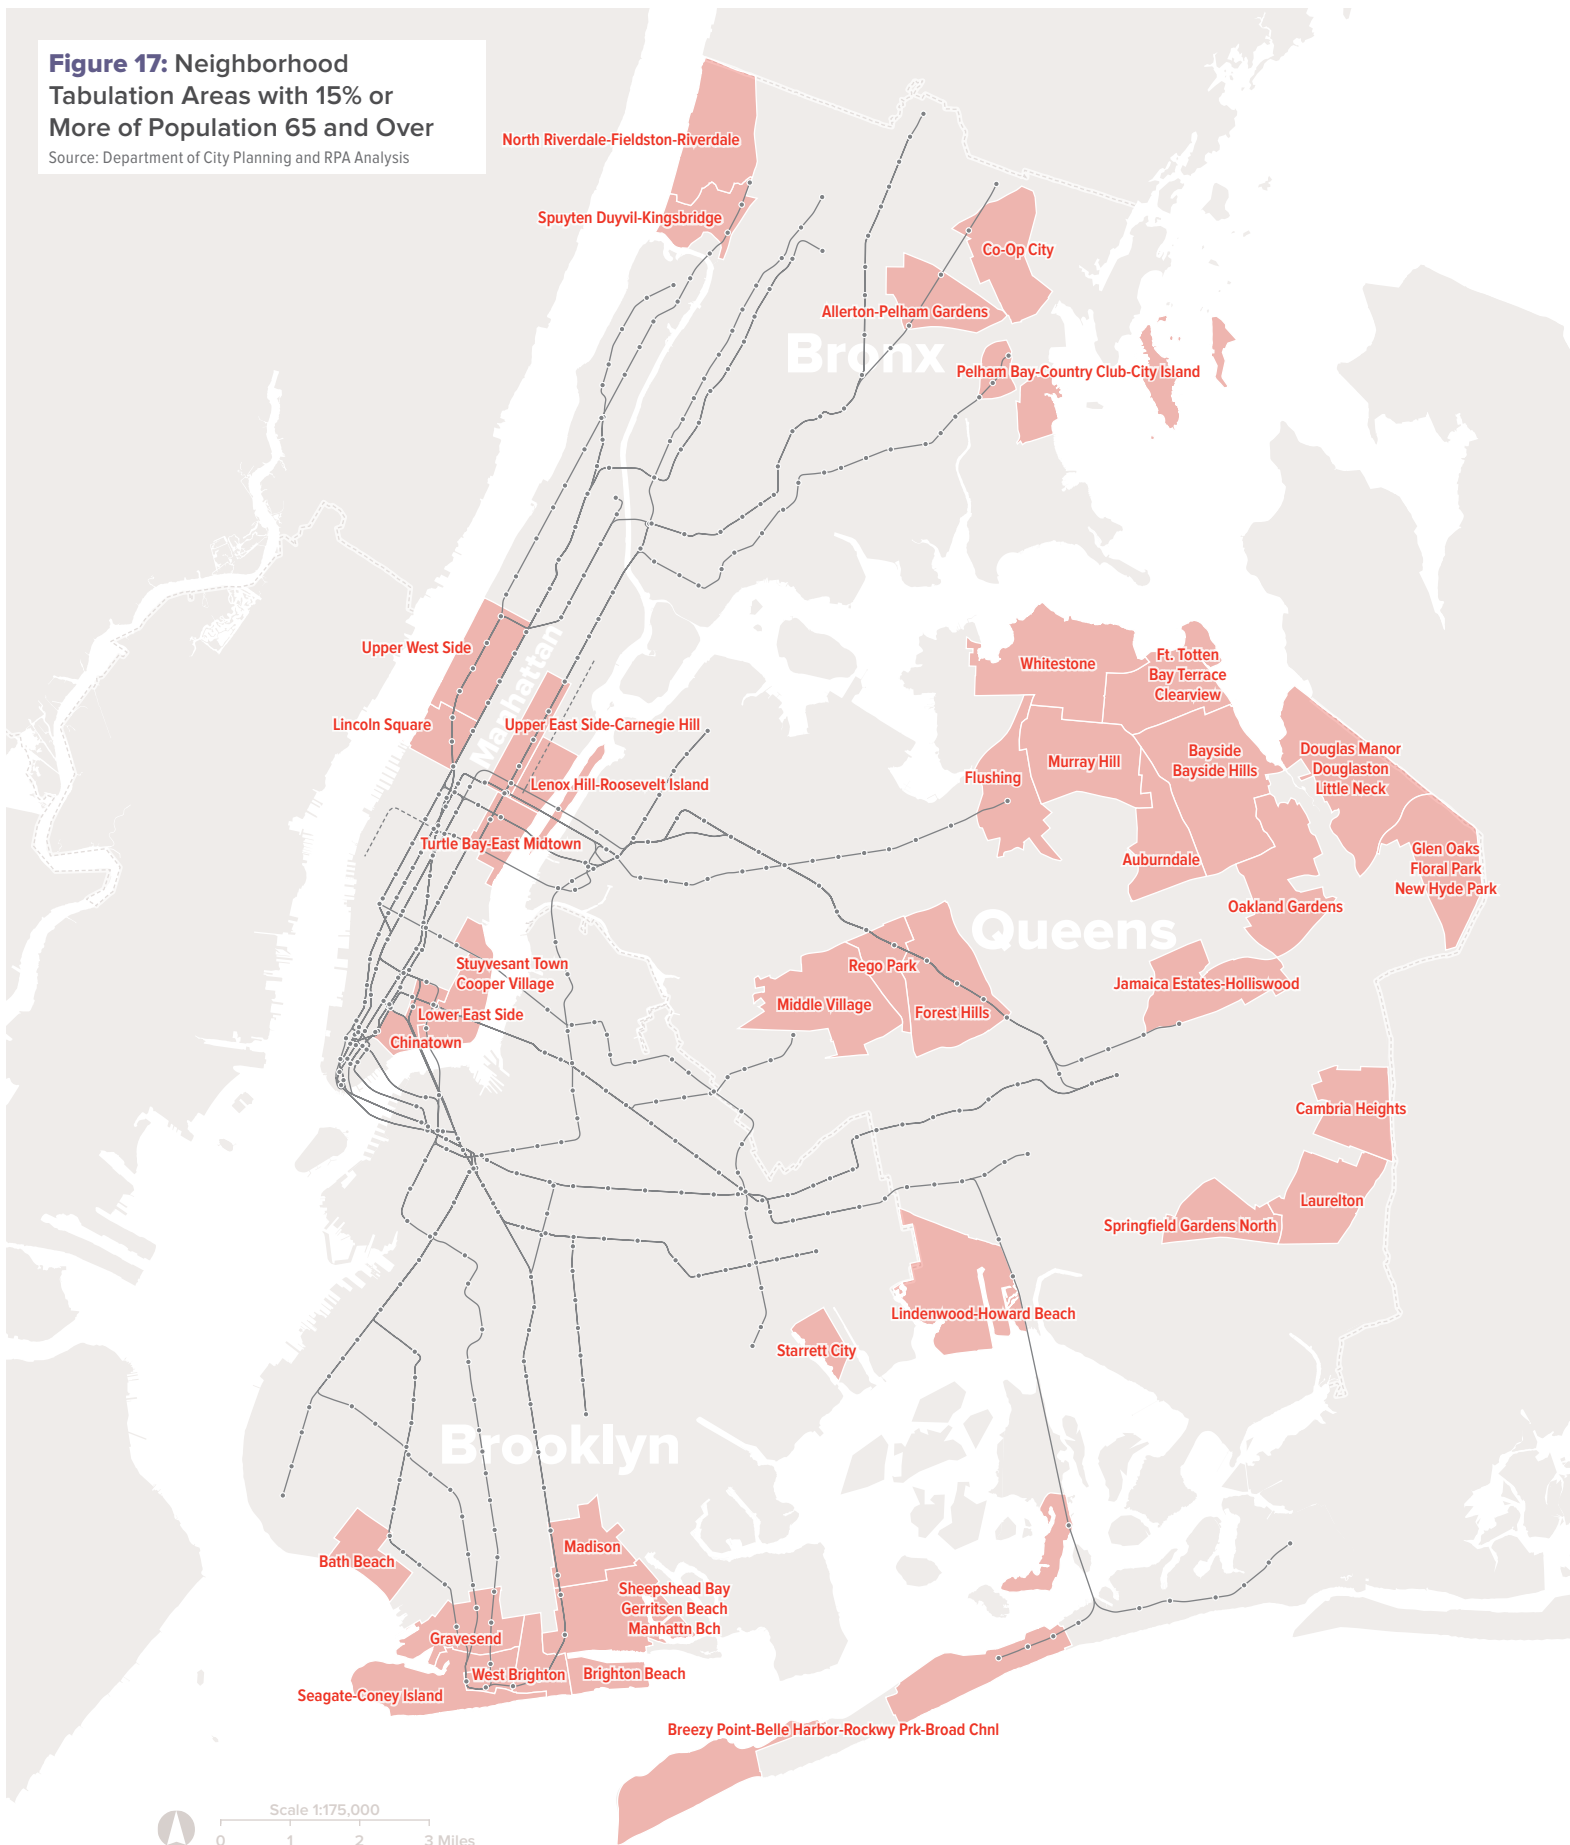 Figure 17: Neighborhood
Tabulation Areas with 15% or
More of Population 65 and Over
Source: Department of City Planning and RPA Analysis
North Riverdale-Fieldston-Riverdale
Spuyten Duyvil-Kingsbridge
Co-Op City
Allerton-Pelham Gardens
Bronx
Pelham Bay-Country Club-City Island
Upper West Side
Manhattan
Lincoln Square
Upper East Side-Carnegie Hill
Lenox Hill-Roosevelt Island
Turtle Bay-East Midtown
Whitestone
Ft. Totten
Bay Terrace
Clearview
Murray Hill
Flushing
Bayside
Bayside Hills
Douglas Manor
Douglaston
Little Neck
Auburndale
Glen Oaks
Floral Park
New Hyde Park
Oakland Gardens
Queens
Stuyvesant Town
Cooper Village
Lower East Side
Chinatown
Rego Park
Middle Village
Forest Hills
Jamaica Estates-Holliswood
Cambria Heights
Laurelton
Springfield Gardens North
Lindenwood-Howard Beach
Starrett City
Brooklyn
Bath Beach
Madison
Sheepshead Bay
Gerritsen Beach
Manhattn Bch
Gravesend
West Brighton
Brighton Beach
Seagate-Coney Island
Breezy Point-Belle Harbor-Rockwy Prk-Broad Chnl
Scale 1:175,000
0 1 2 3 Miles